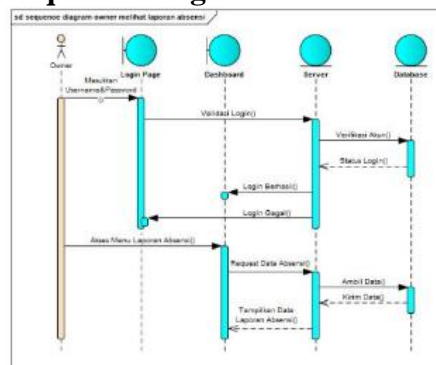 sd sequence diagram owner melihat laporan absensi
Owner
Login Page
Dashboard
Server
Database
Masukkan
Username&Password
Validasi Login()
Verifikasi Akun()
Status Login()
Login Berhasil()
Login Gagal()
Akses Menu Laporan Absensi()
Request Data Absensi()
Ambil Data()
Kirim Data()
Tampilkan Data
Laporan Absensi()